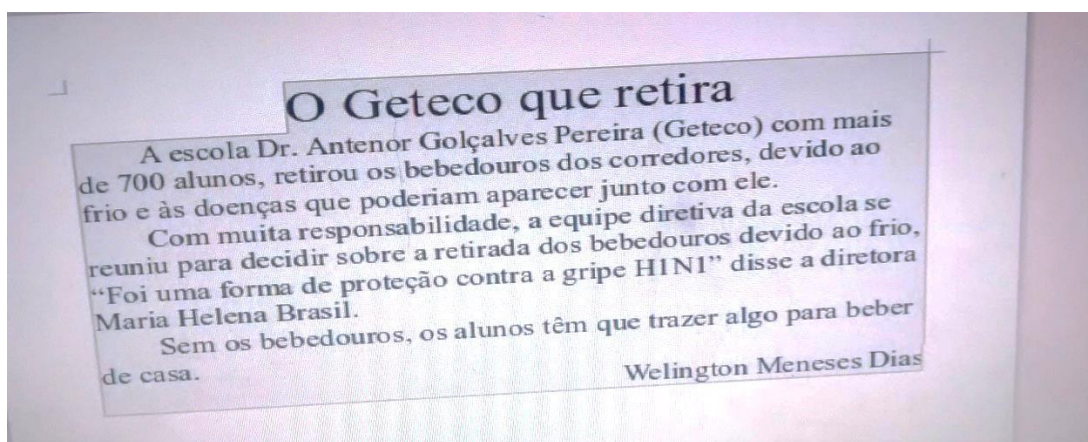 O Geteco que retira
A escola Dr. Antenor Golçalves Pereira (Geteco) com mais
de 700 alunos, retirou os bebedouros dos corredores, devido ao
frio e às doenças que poderiam aparecer junto com ele.
Com muita responsabilidade, a equipe diretiva da escola se
reuniu para decidir sobre a retirada dos bebedouros devido ao frio,
“Foi uma forma de proteção contra a gripe H1N1” disse a diretora
Maria Helena Brasil.
Sem os bebedouros, os alunos têm que trazer algo para beber
de casa.
Welington Meneses Dias